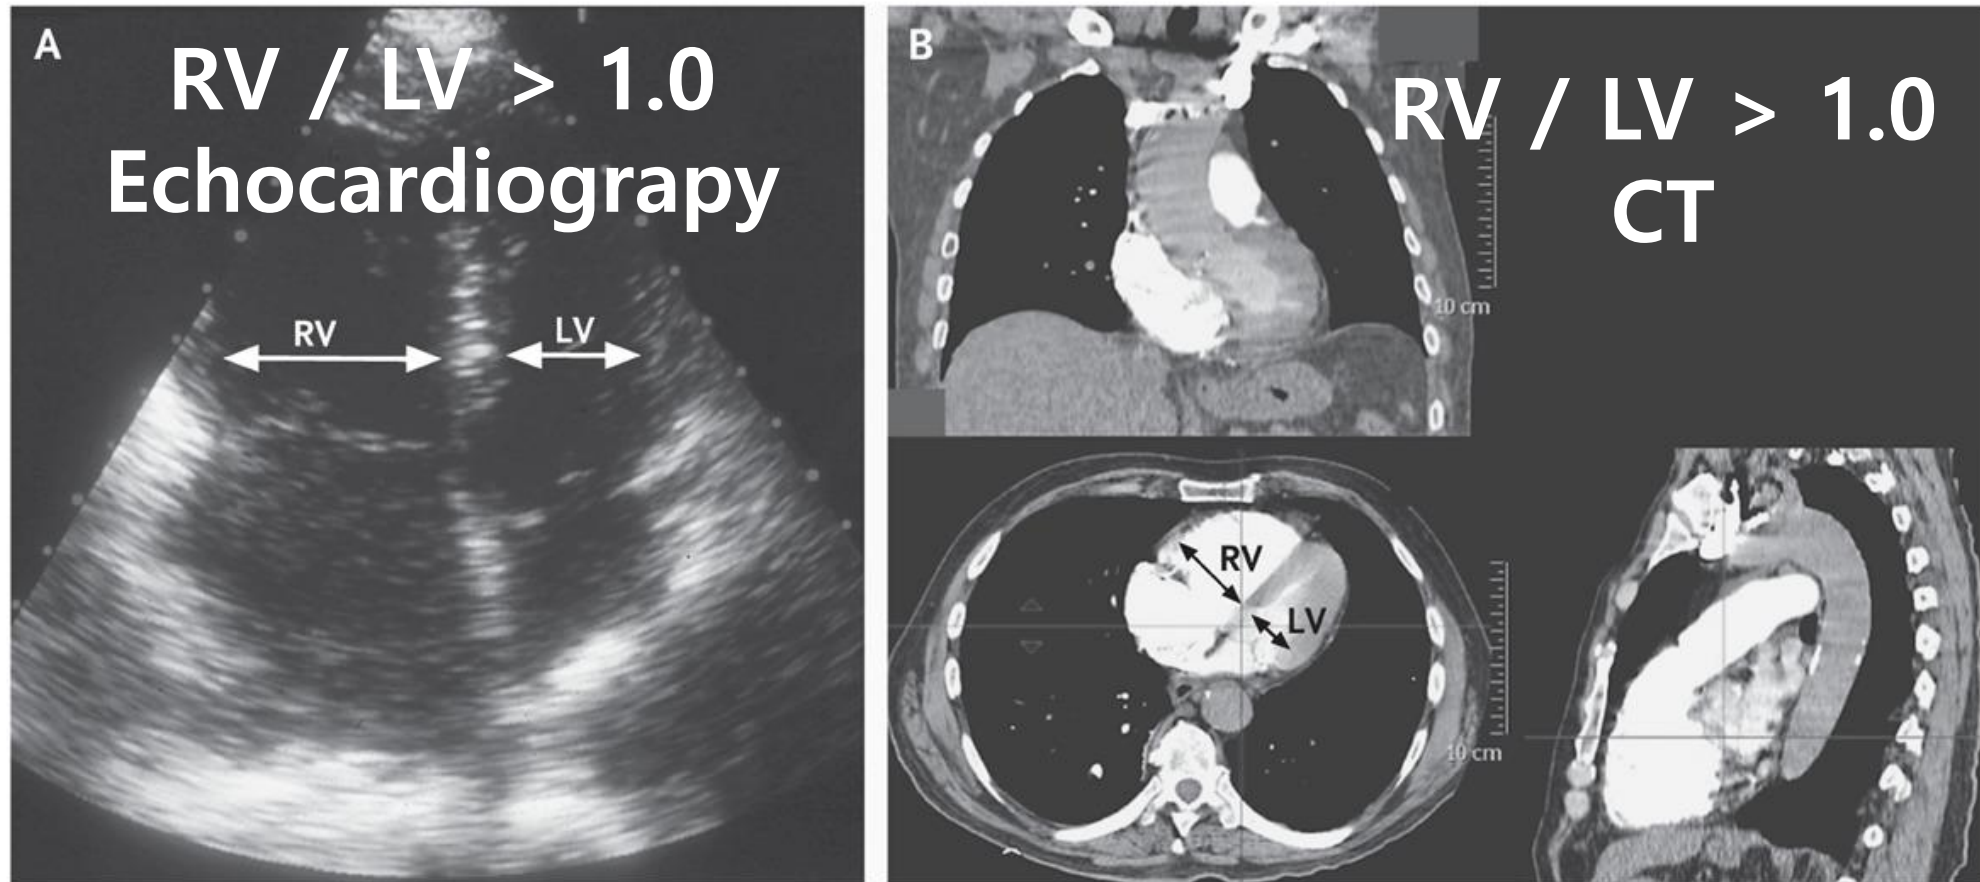 A
RV / LV > 1.0
Echocardiograpy
RV
LV
B
RV / LV > 1.0
CT
10 cm
RV
LV
10 cm